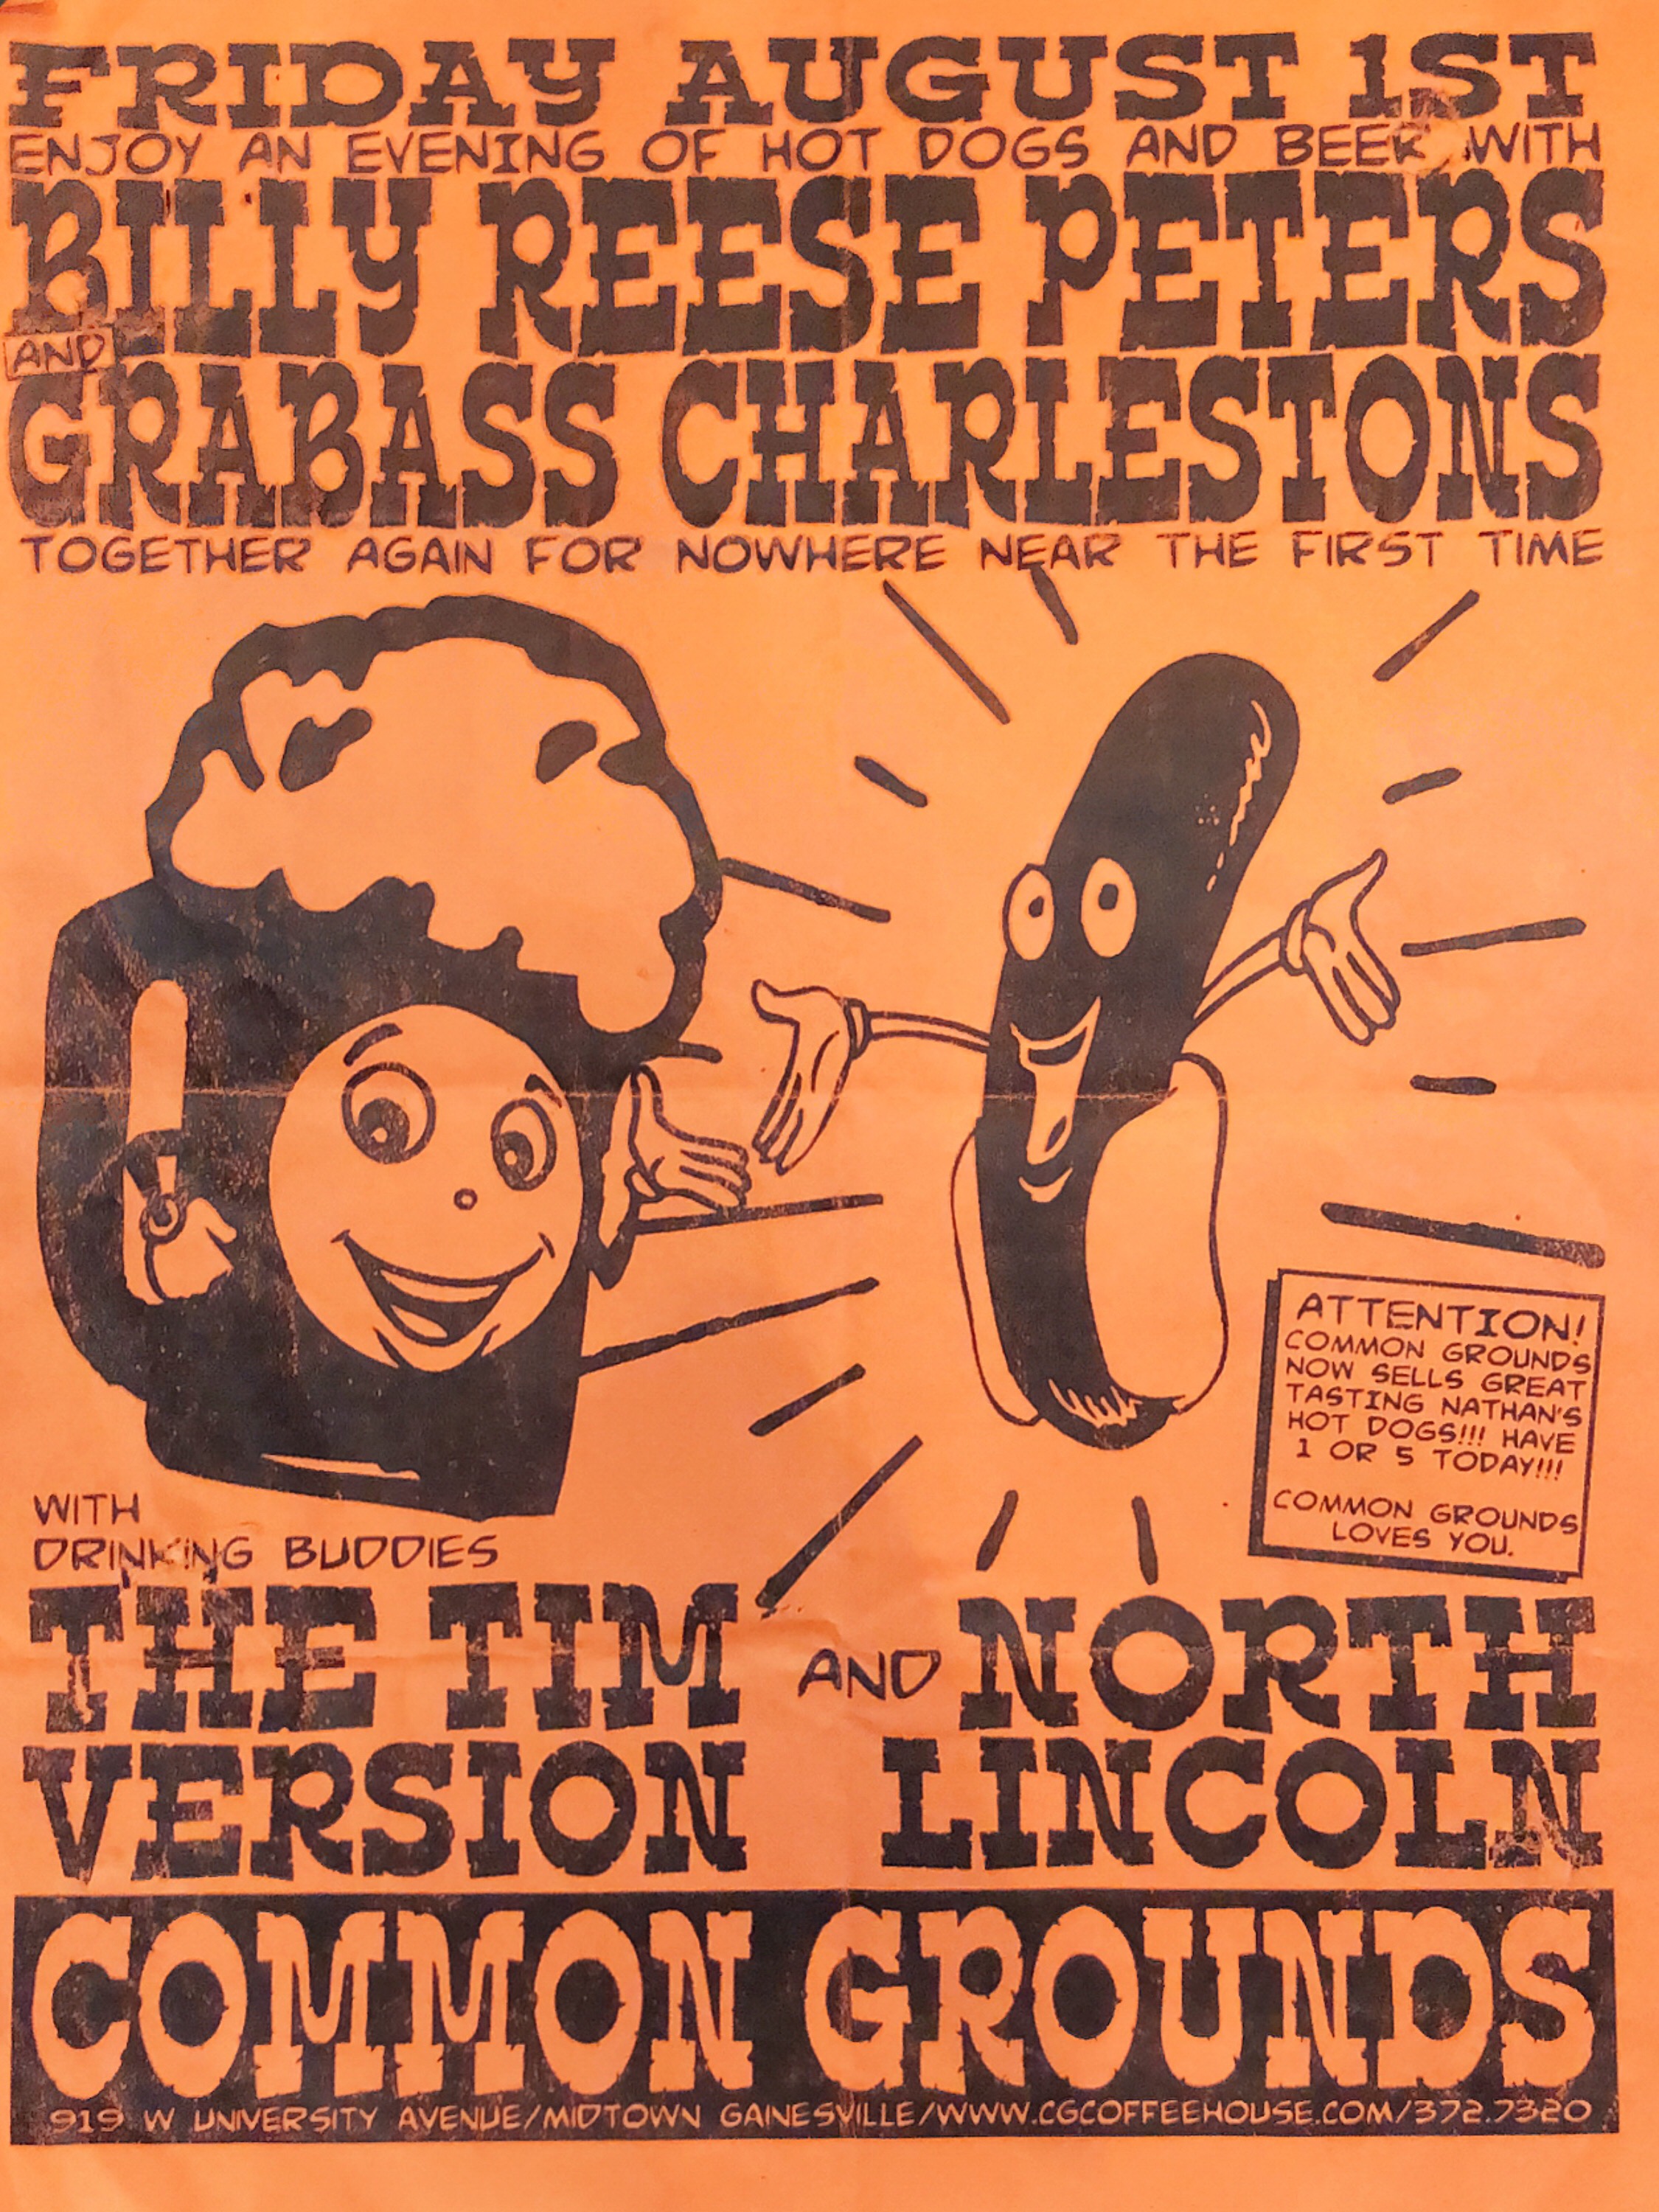 FRIDAY AUGUST 1ST
ENJOY AN EVENING OF HOT DOGS AND BEER WITH
BILLY REESE PETERS
AND
GRABASS CHARLESTONS
TOGETHER AGAIN FOR NOWHERE NEAR THE FIRST TIME
ATTENTION!
COMMON GROUNDS
NOW SELLS GREAT
TASTING NATHAN'S
HOT DOGS!!! HAVE
1 OR 5 TODAY!!!
COMMON GROUNDS
LOVES YOU.
WITH
DRINKING BUDDIES
THE TIM
VERSION
AND NORTH
LINCOLN
COMMON GROUNDS
919 W UNIVERSITY AVENUE/MIDTOWN GAINESVILLE/WWW.CGCOFFEEHOUSE.COM/372.7320